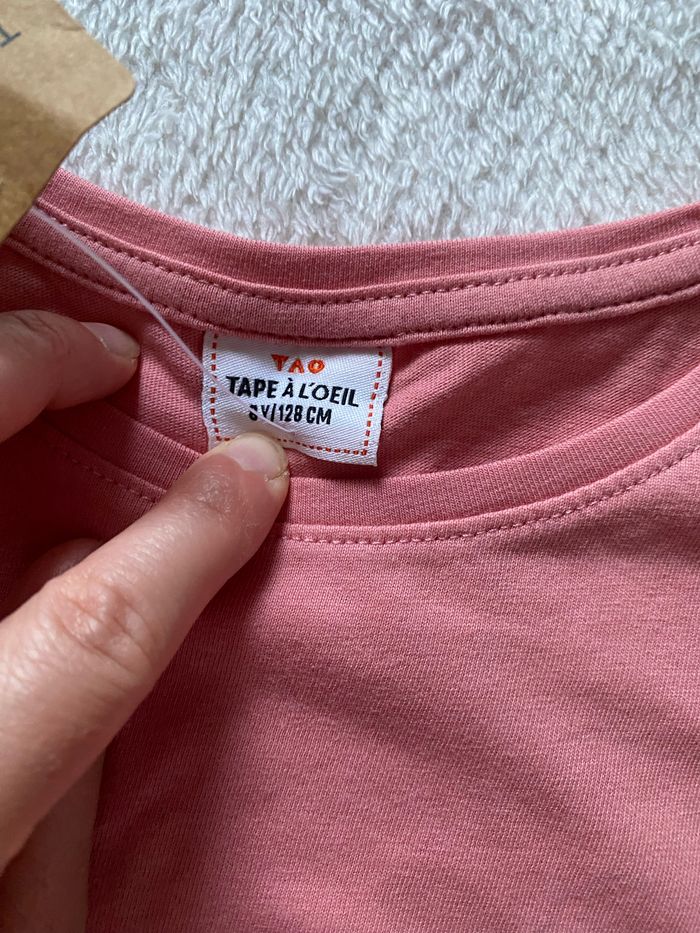 TAO
TAPE À L'OEIL
8Y/128 CM